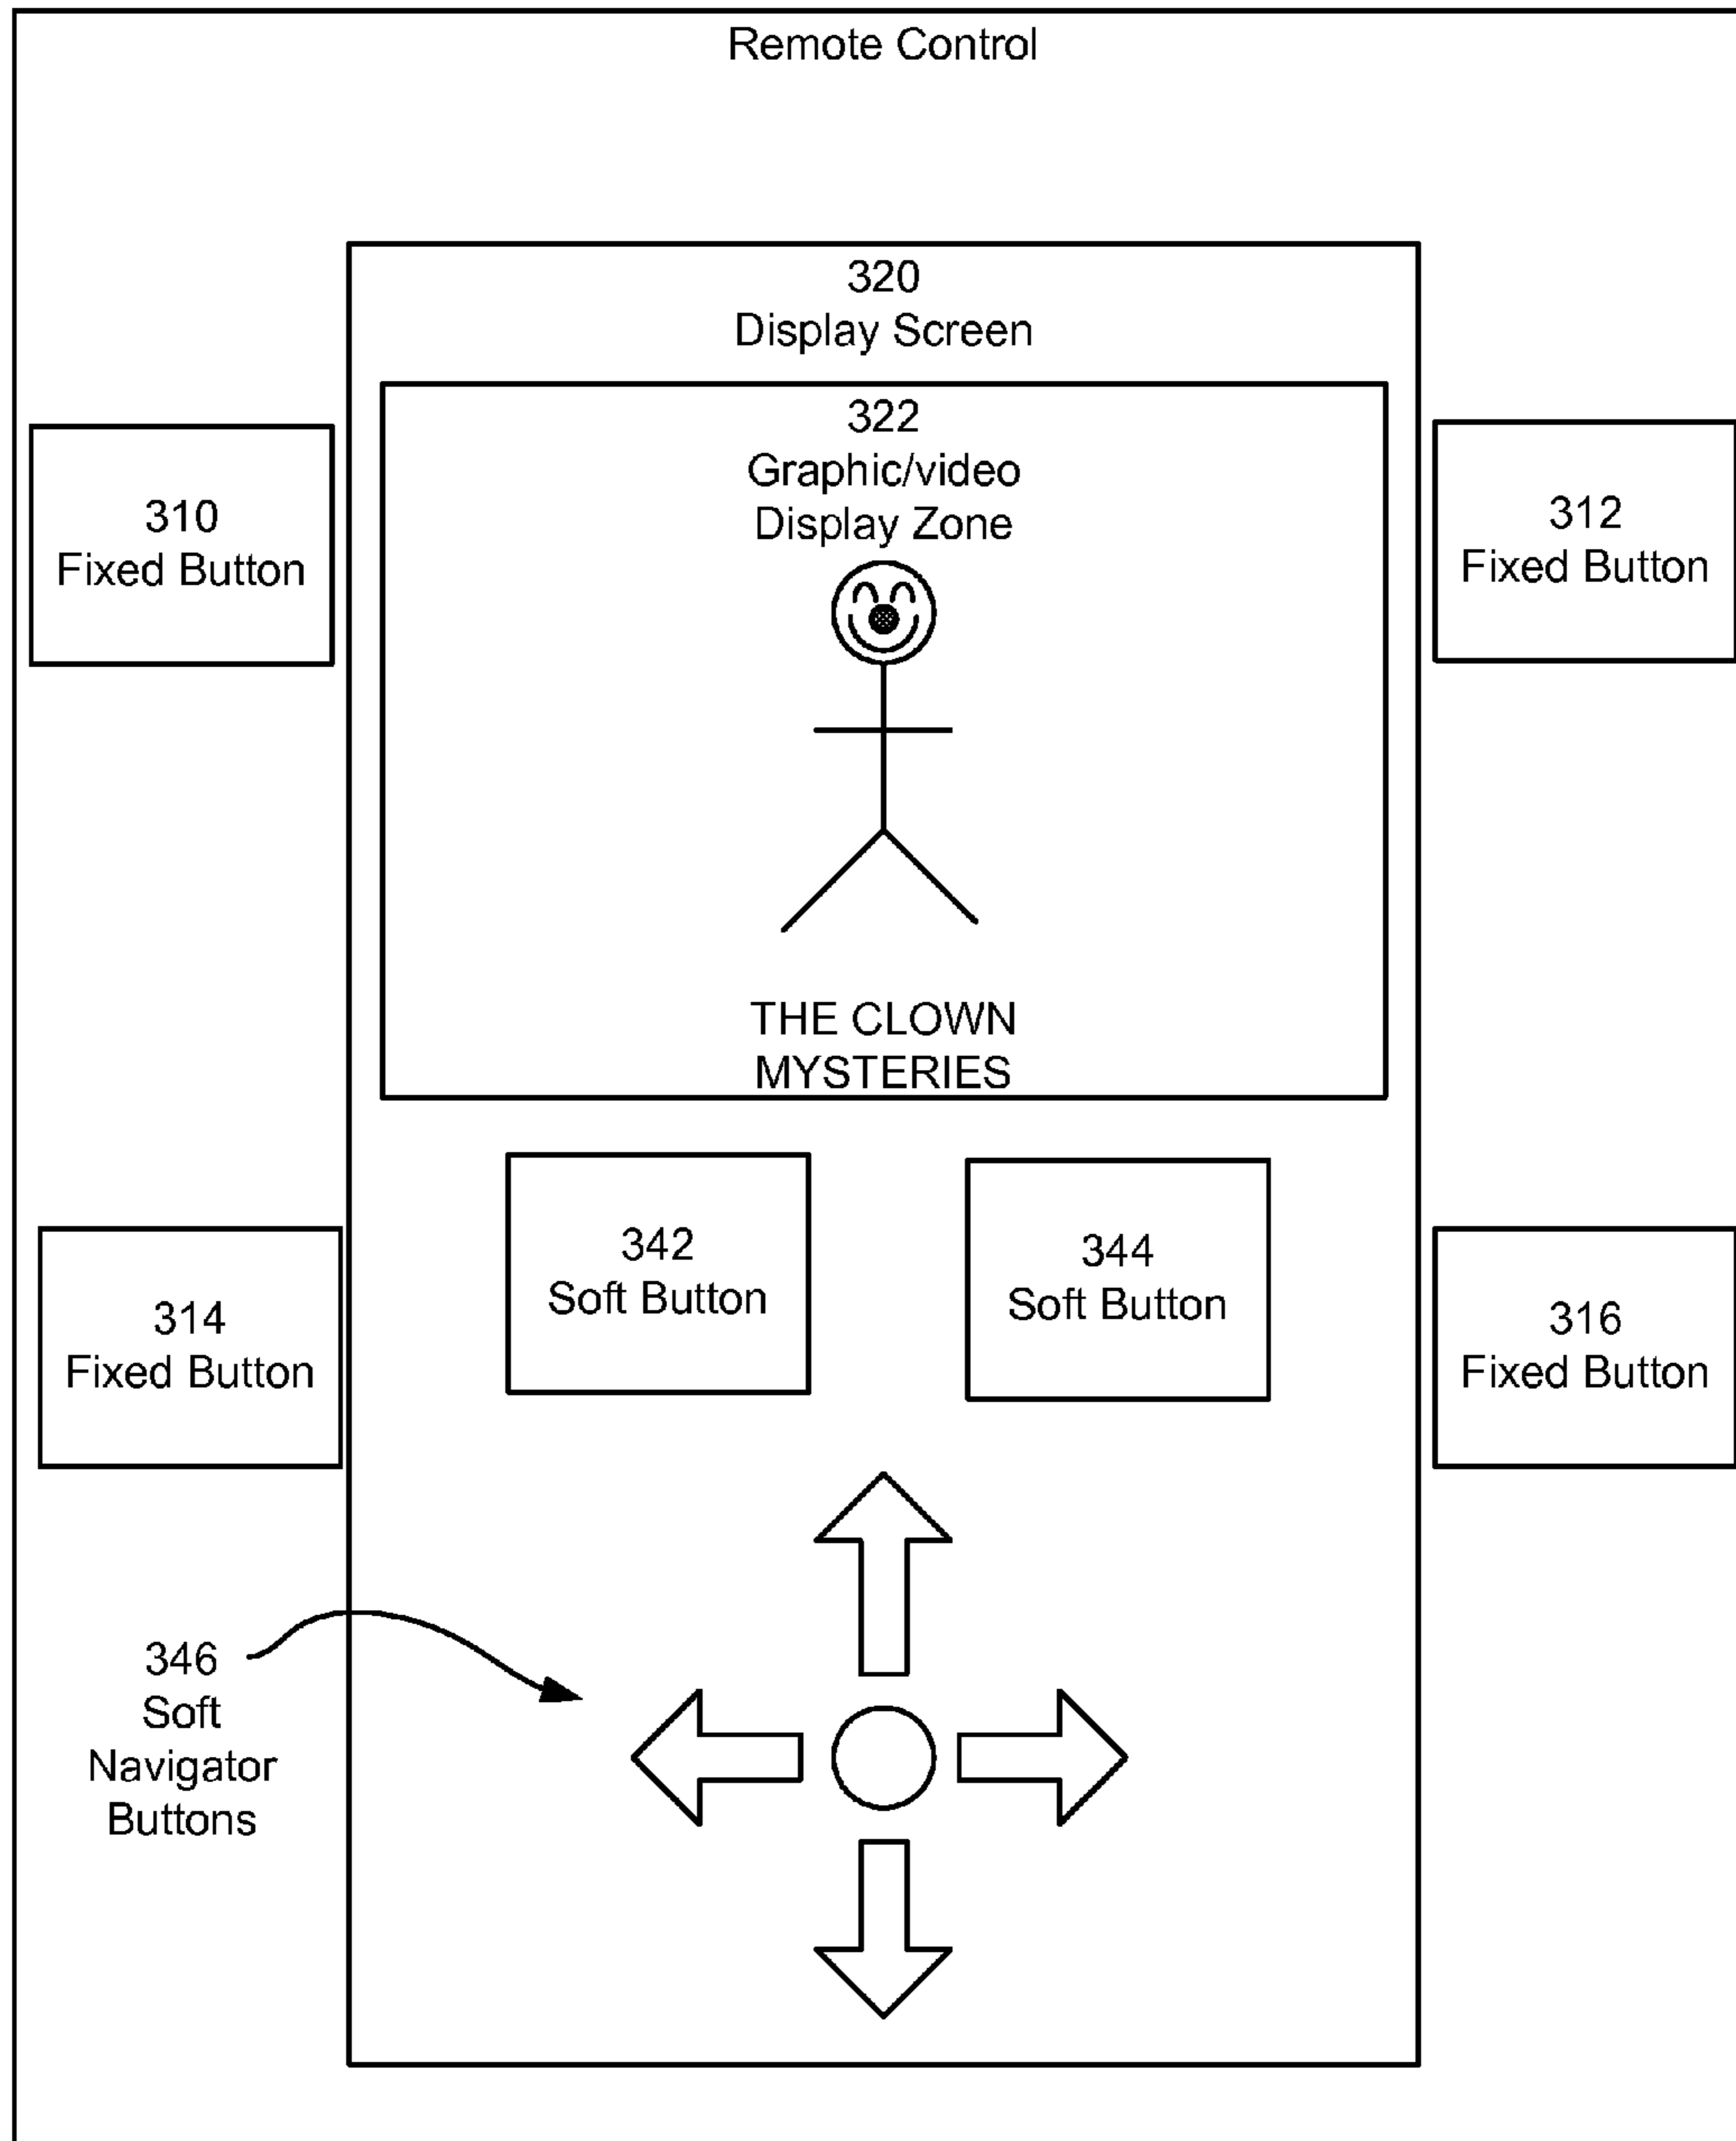 Remote Control
320
Display Screen
322
Graphic/video
Display Zone
310
Fixed Button
312
Fixed Button
THE CLOWN
MYSTERIES
342
Soft Button
344
Soft Button
314
Fixed Button
316
Fixed Button
346
Soft
Navigator
Buttons